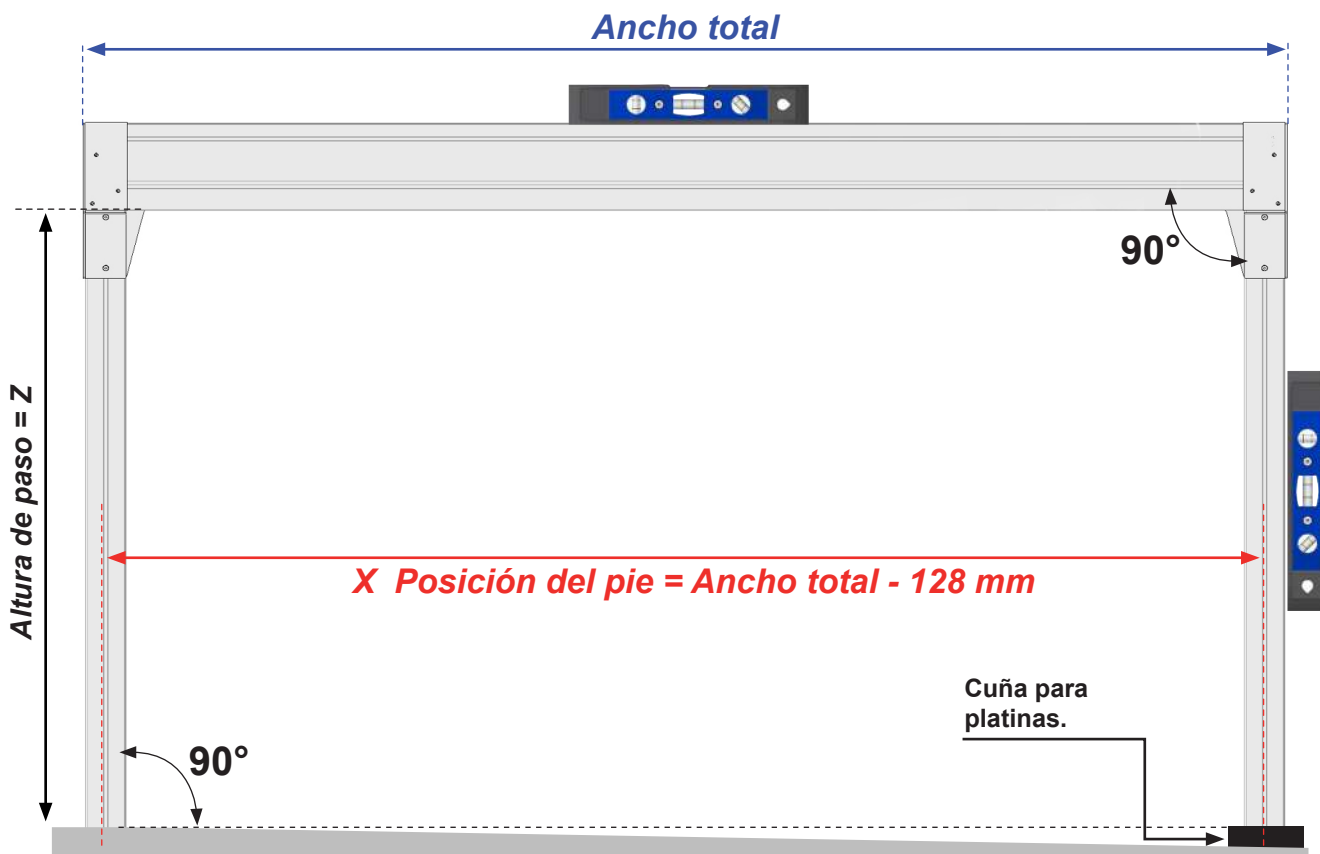 Ancho total
90°
Altura de paso = Z
X Posición del pie = Ancho total - 128 mm
Cuña para
platinas.
90°